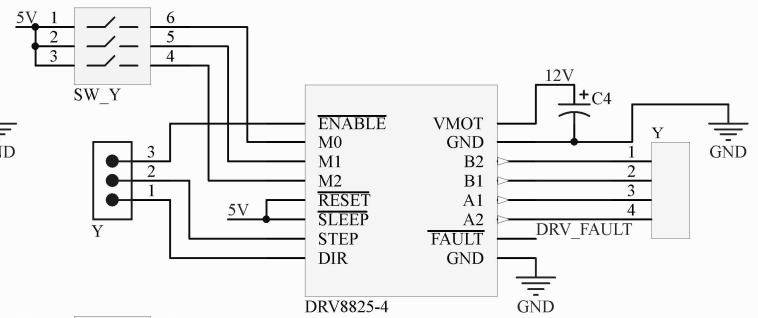 5V 1 6
2 5
3 4
SW_Y
12V
C4
ENABLE VMOT
M0 GND
M1 B2
M2 B1
RESET A1
SLEEP A2
STEP FAULT
DIR GND
5V
3
2
1
Y
Y
1
2
3
4
DRV_FAULT
GND
GND
DRV8825-4